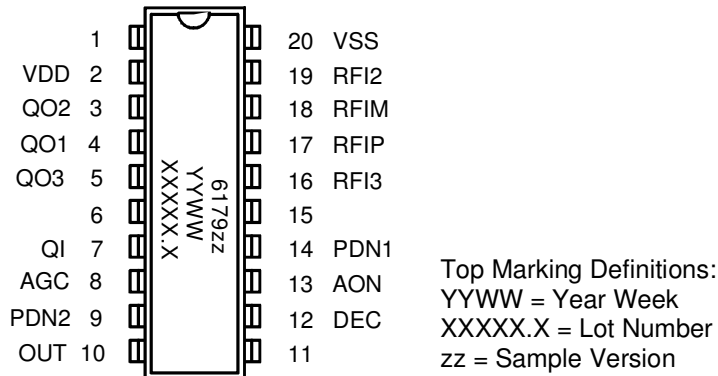 1 20 VSS
VDD 2 19 RFI2
QO2 3 18 RFIM
QO1 4 17 RFIP
QO3 5 16 RFI3
6 15
QI 7 14 PDN1
AGC 8 13 AON
PDN2 9 12 DEC
OUT 10 11
6179zz
YYWW
XXXXX.X
Top Marking Definitions:
YYWW = Year Week
XXXXX.X = Lot Number
zz = Sample Version